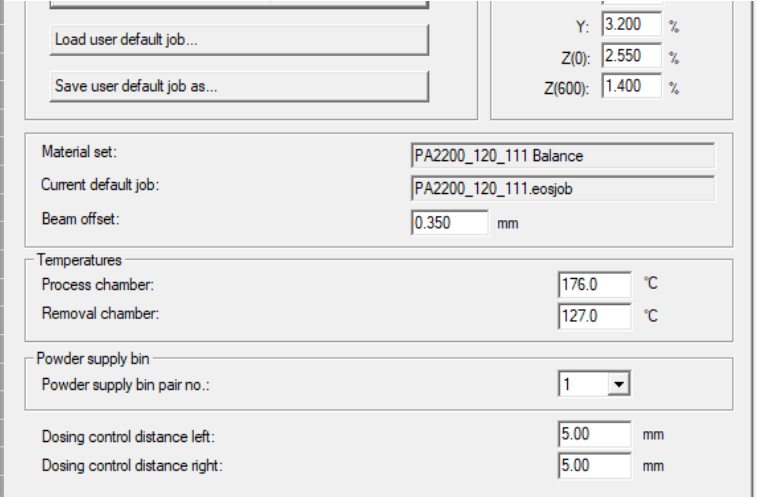 Y: 3.200 %
Load user default job...
Z(0): 2.550 %
Save user default job as...
Z(600): 1.400 %
Material set: PA2200_120_111 Balance
Current default job: PA2200_120_111.eosjob
Beam offset: 0.350 mm
Temperatures
Process chamber: 176.0 °C
Removal chamber: 127.0 °C
Powder supply bin
Powder supply bin pair no.: 1
Dosing control distance left: 5.00 mm
Dosing control distance right: 5.00 mm